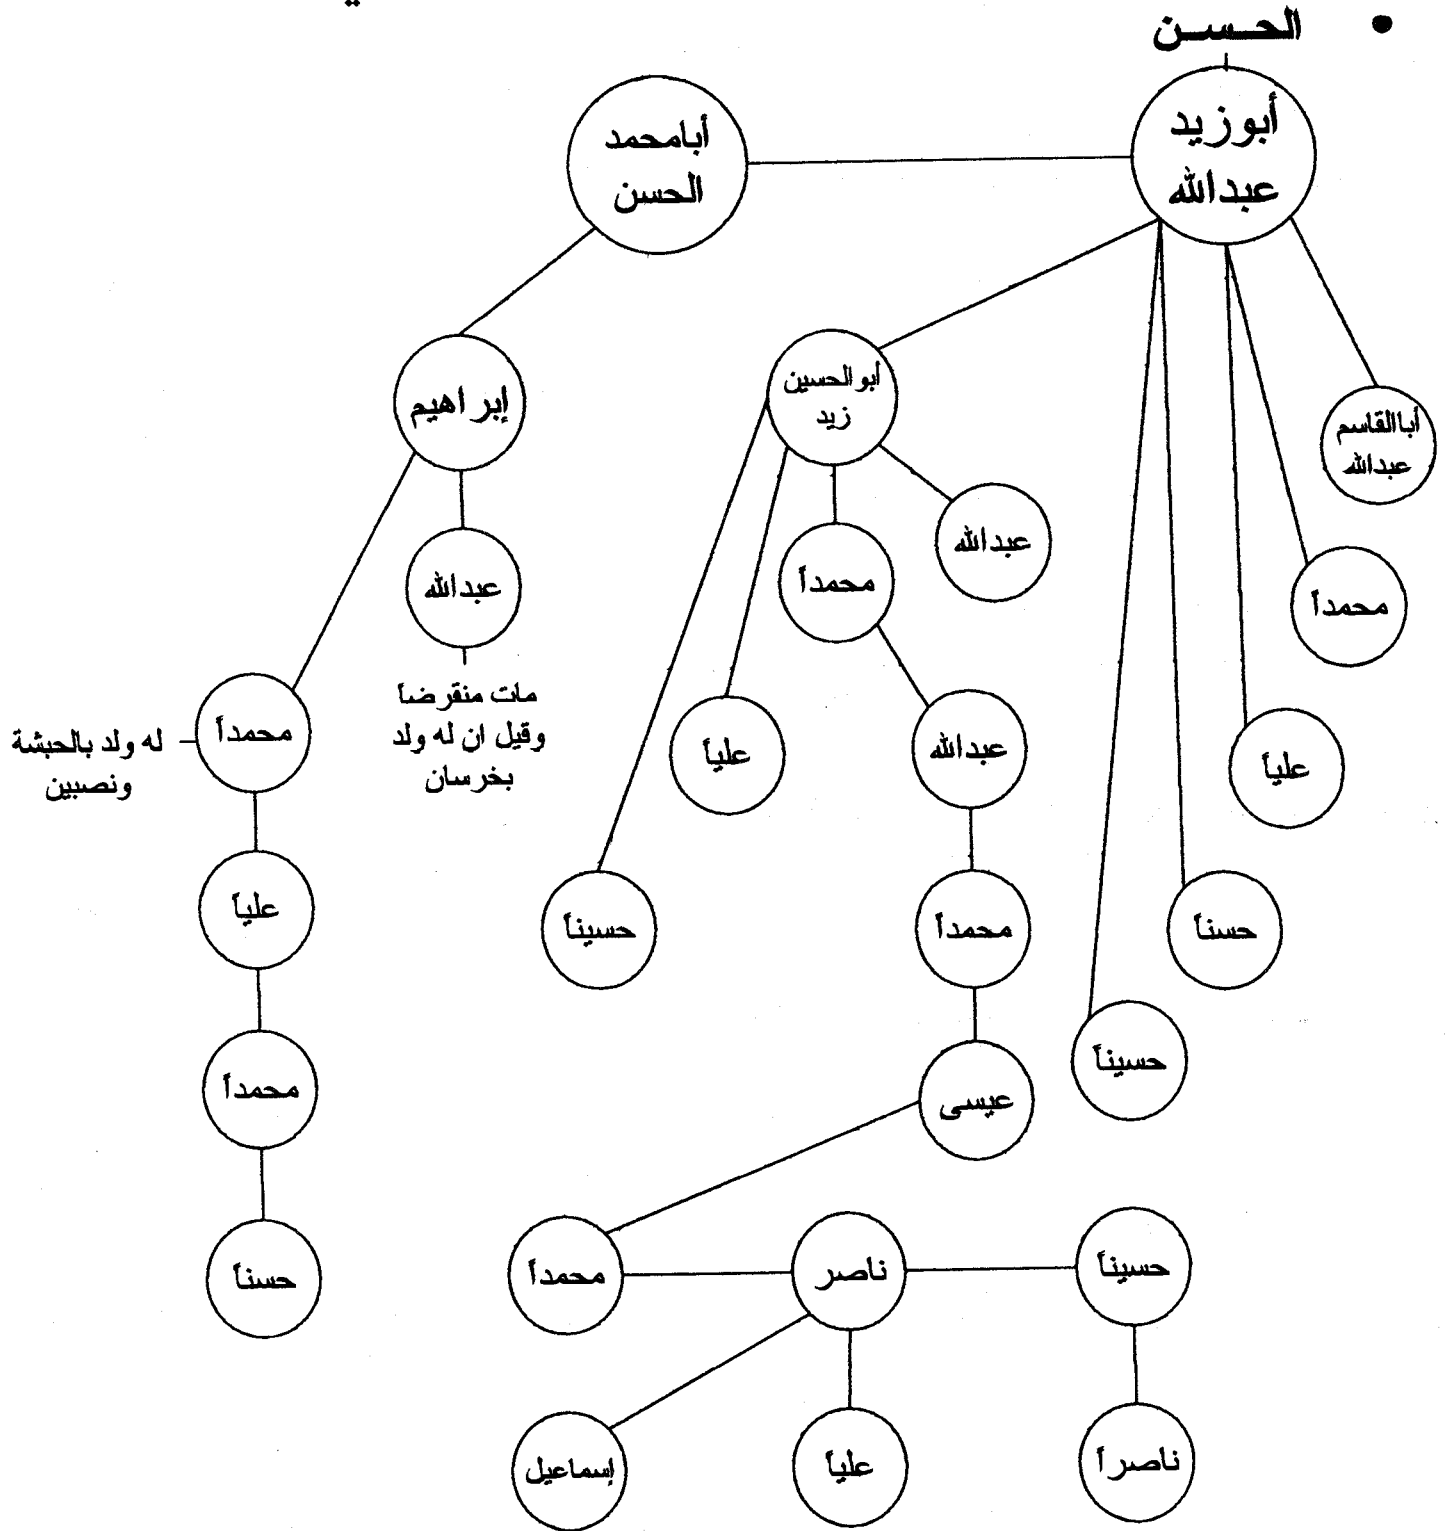 • الحسن
أبوزيد
عبدالله
أبامحمد
الحسن
أبوالحسين
زيد
إبراهيم
أباالقاسم
عبدالله
عبدالله
محمداً
عبدالله
محمداً
مات منقرضا
وقيل ان له ولد
بخرسان
محمداً
له ولد بالحبشة
ونصبين
عبدالله
علياً
علياً
علياً
محمداً
حسيناً
حسناً
حسيناً
محمداً
عيسى
حسناً
حسيناً
ناصر
محمداً
ناصراً
علياً
إسماعيل